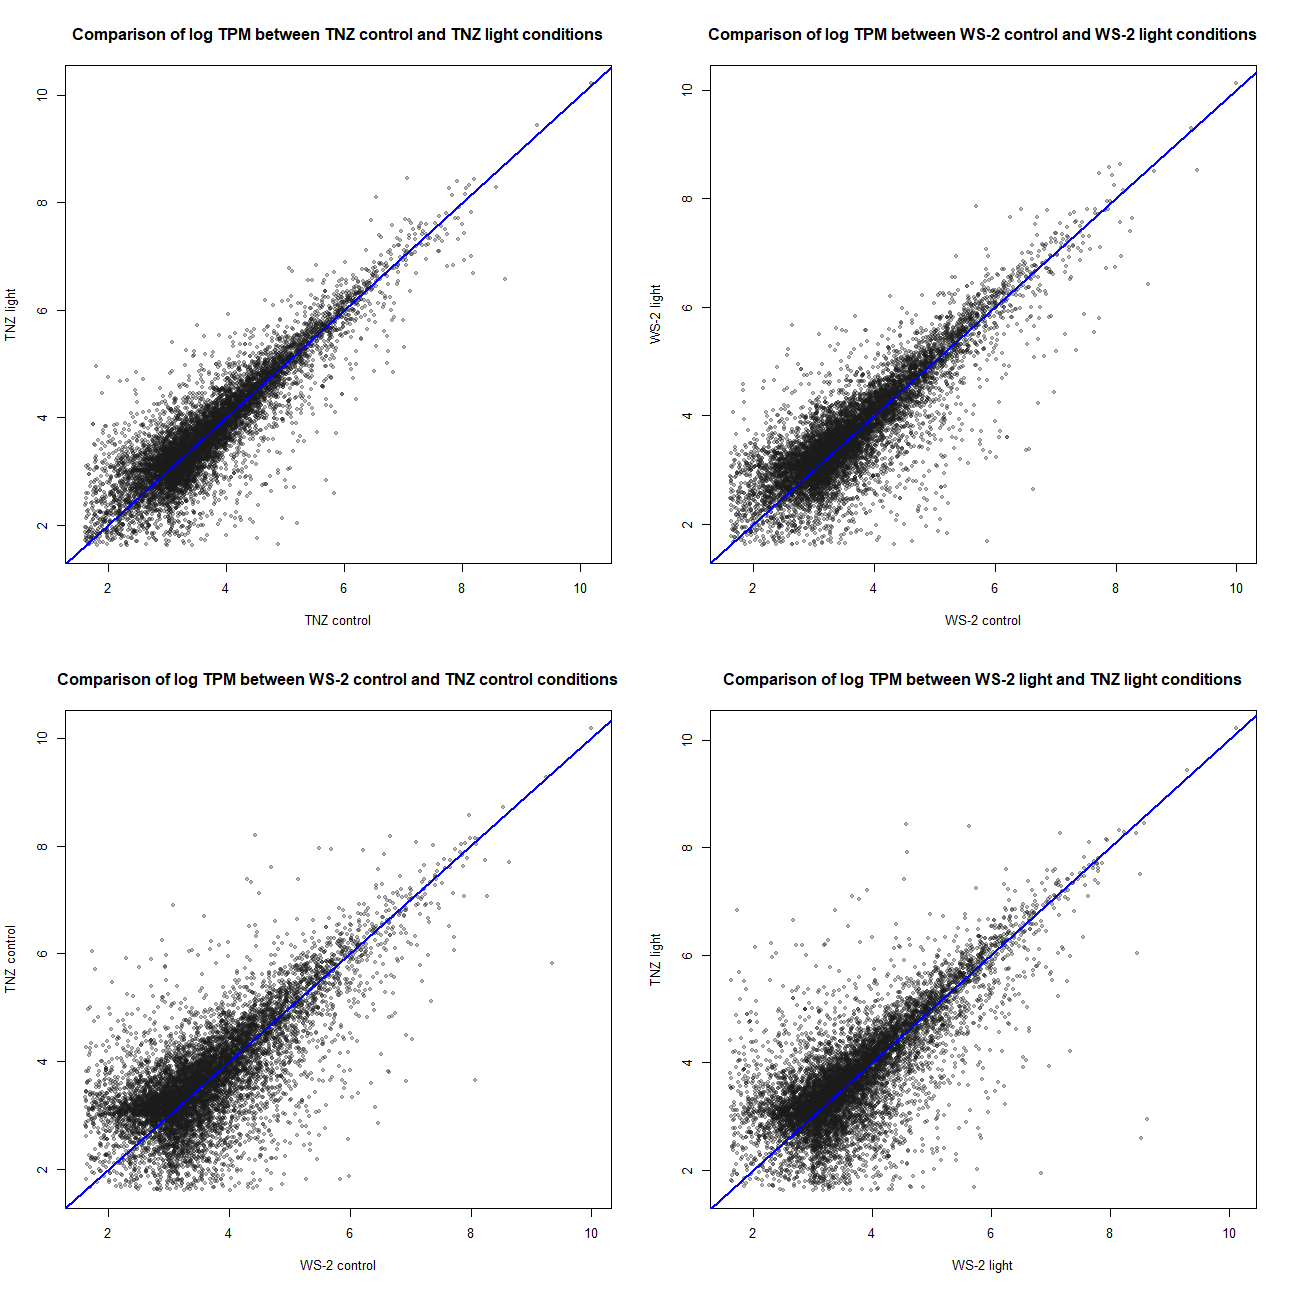 Comparison of log TPM between TNZ control and TNZ light conditions
TNZ light
10
8
6
4
2
2 4 6 8 10
TNZ control
Comparison of log TPM between WS-2 control and WS-2 light conditions
WS-2 light
10
8
6
4
2
2 4 6 8 10
WS-2 control
Comparison of log TPM between WS-2 control and TNZ control conditions
TNZ control
10
8
6
4
2
2 4 6 8 10
WS-2 control
Comparison of log TPM between WS-2 light and TNZ light conditions
TNZ light
10
8
6
4
2
2 4 6 8 10
WS-2 light